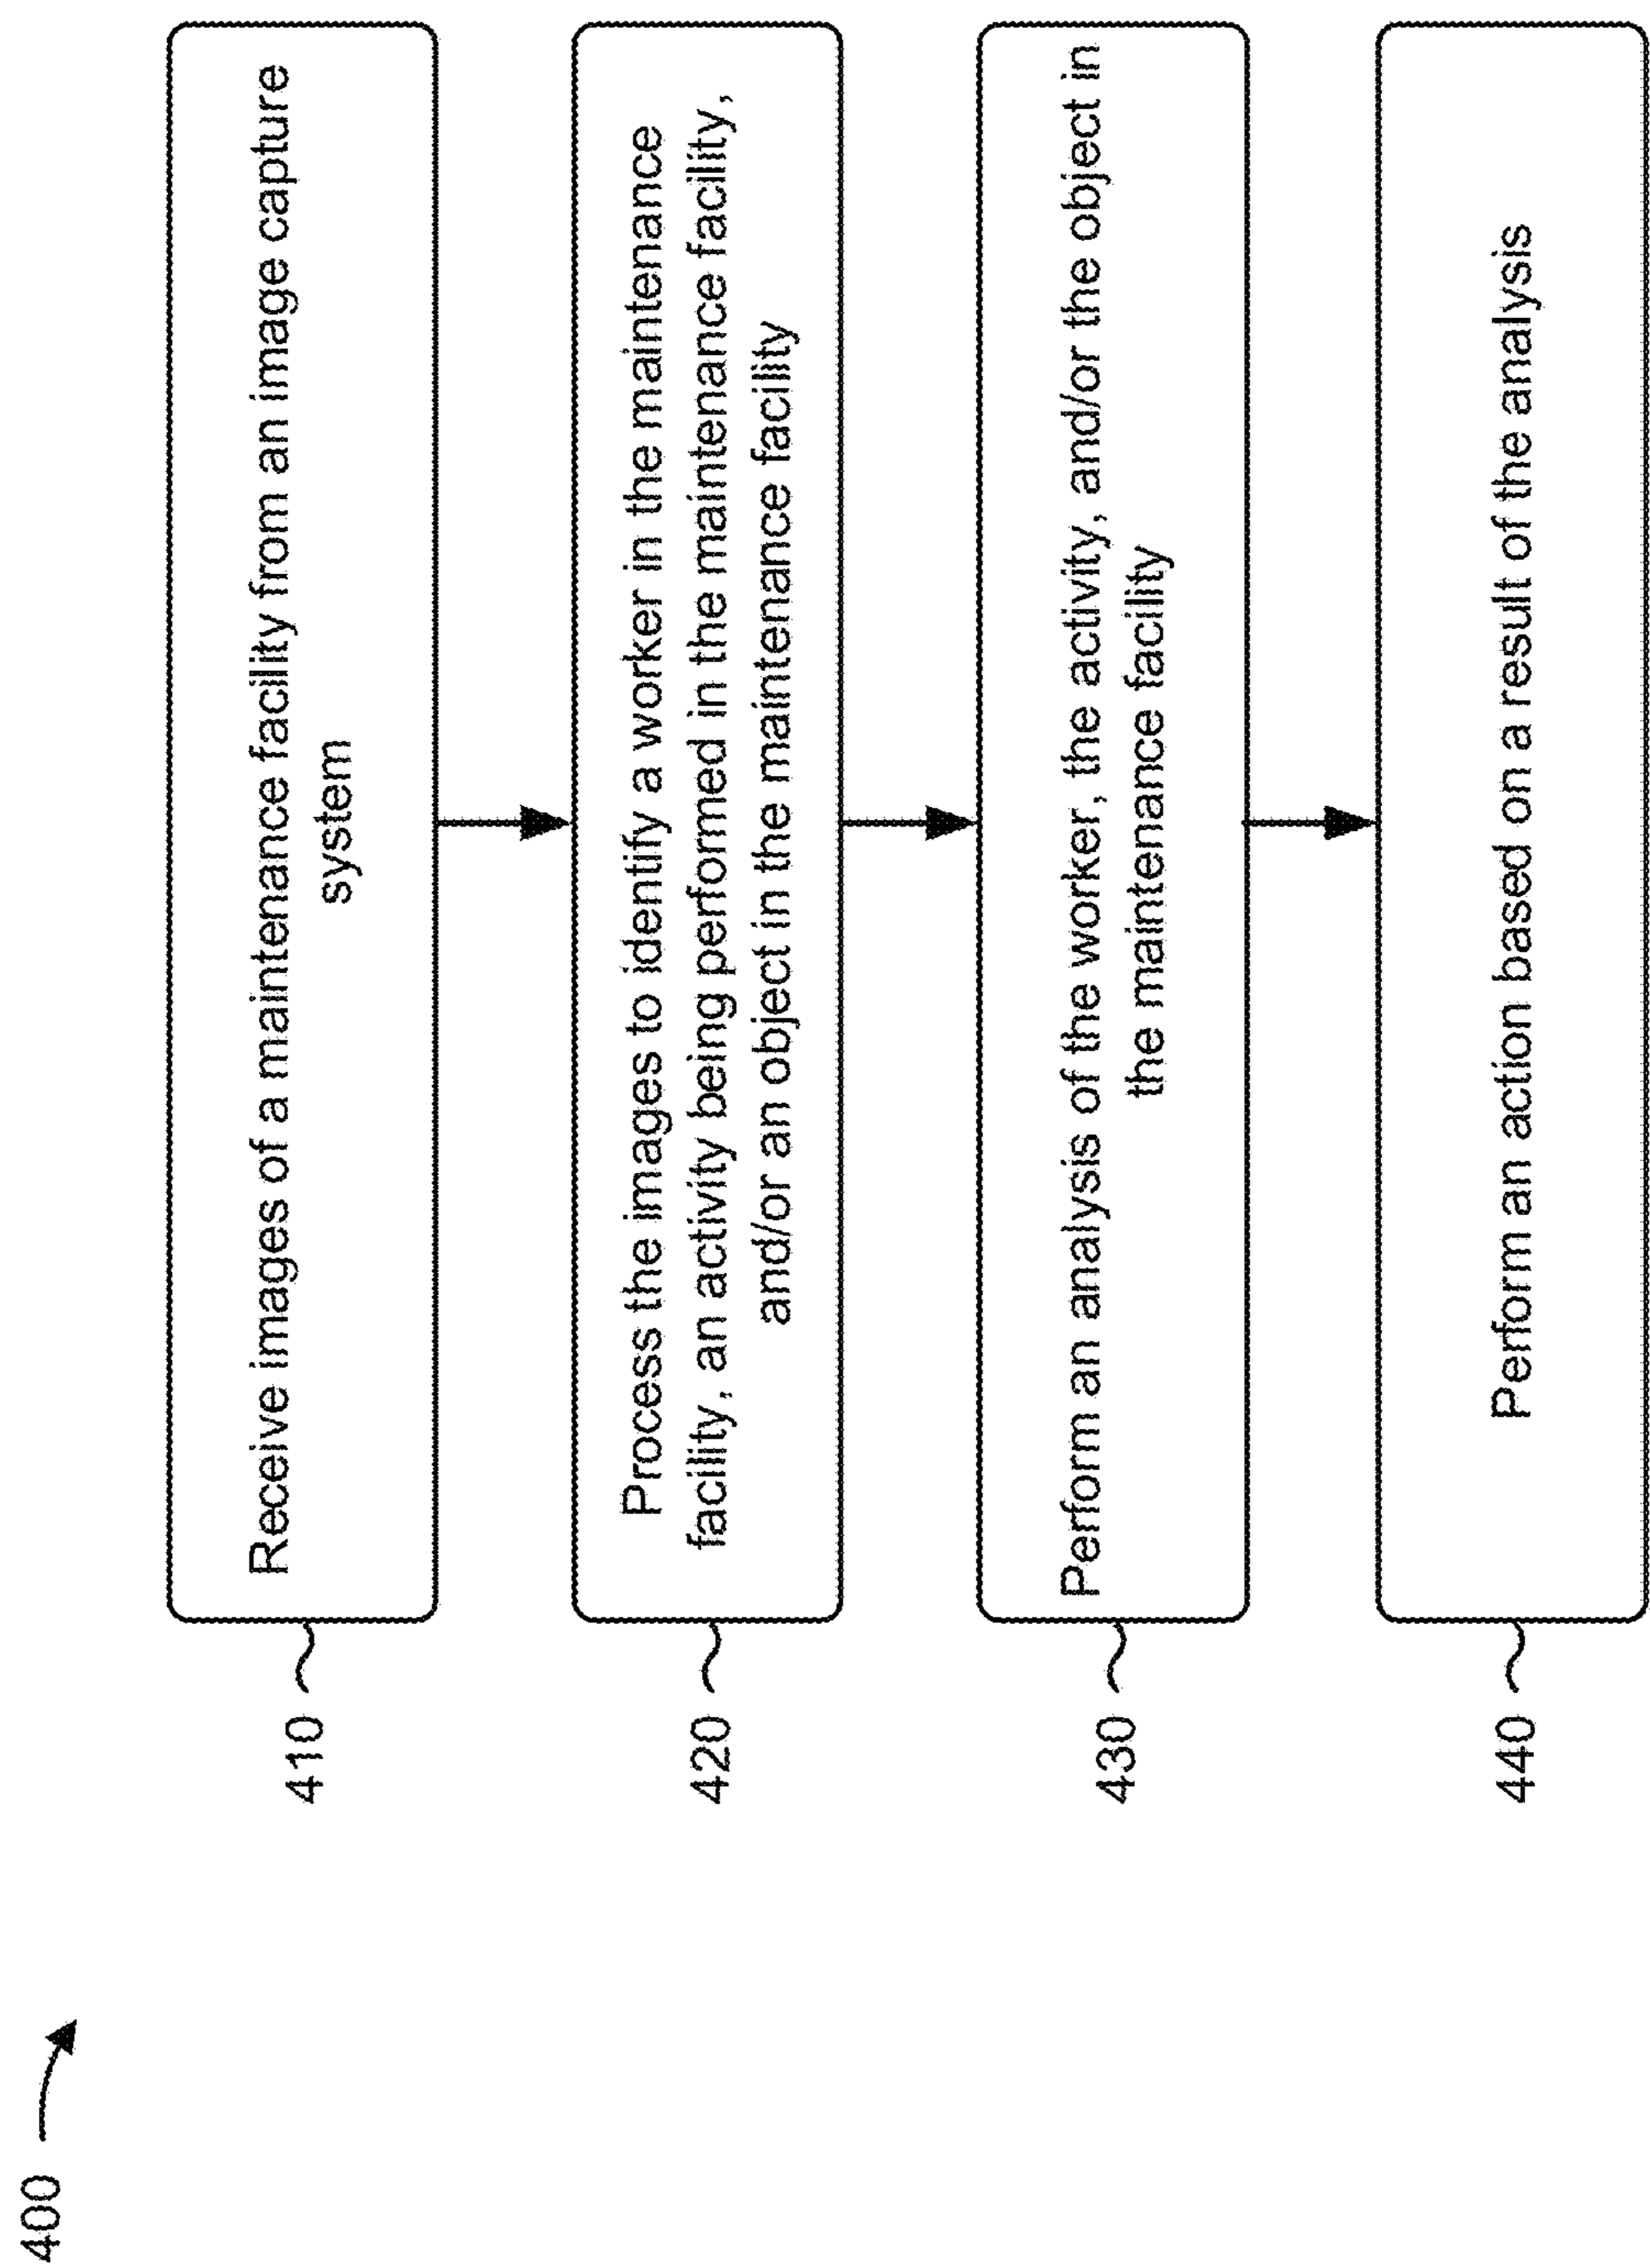 400
410
Receive images of a maintenance facility from an image capture
system
420
Process the images to identify a worker in the maintenance
facility, an activity being performed in the maintenance facility,
and/or an object in the maintenance facility
430
Perform an analysis of the worker, the activity, and/or the object in
the maintenance facility
440
Perform an action based on a result of the analysis